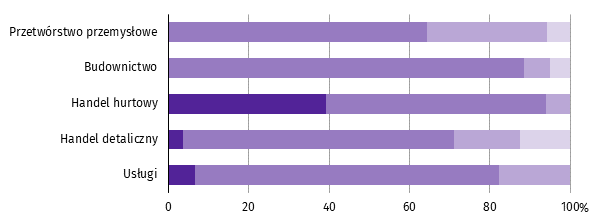 Przetwórstwo przemysłowe
Budownictwo
Handel hurtowy
Handel detaliczny
Usługi
0 20 40 60 80 100%